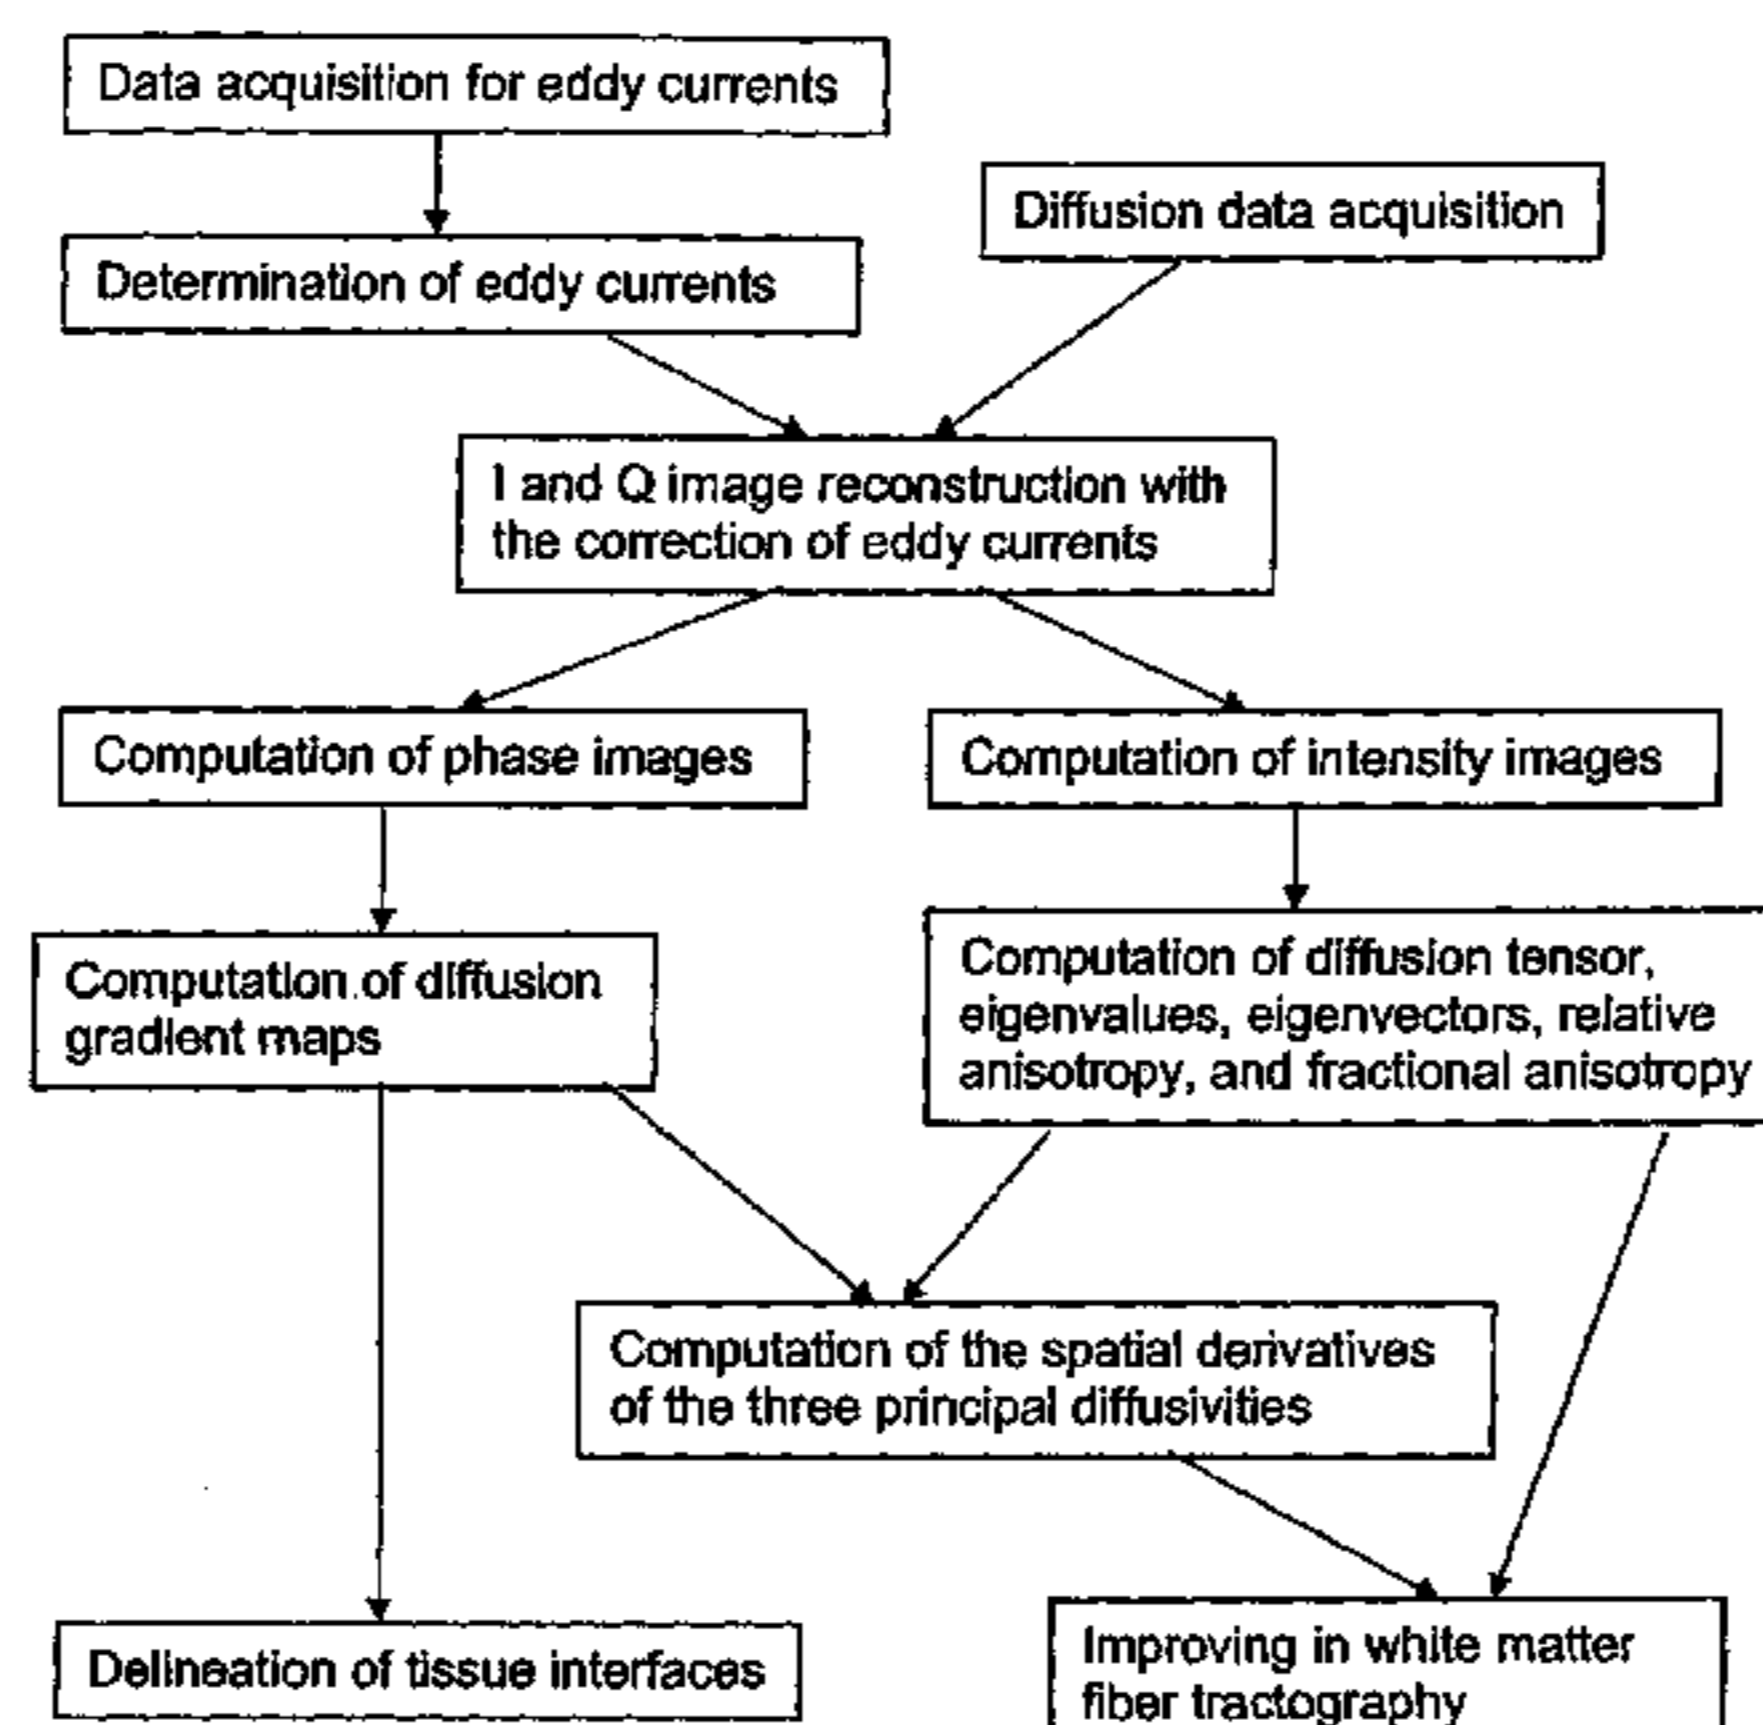 Data acquisition for eddy currents
Diffusion data acquisition
Determination of eddy currents
I and Q image reconstruction with
the correction of eddy currents
Computation of phase images
Computation of intensity images
Computation of diffusion
gradient maps
Computation of diffusion tensor,
eigenvalues, eigenvectors, relative
anisotropy, and fractional anisotropy
Computation of the spatial derivatives
of the three principal diffusivities
Delineation of tissue interfaces
Improving in white matter
fiber tractography